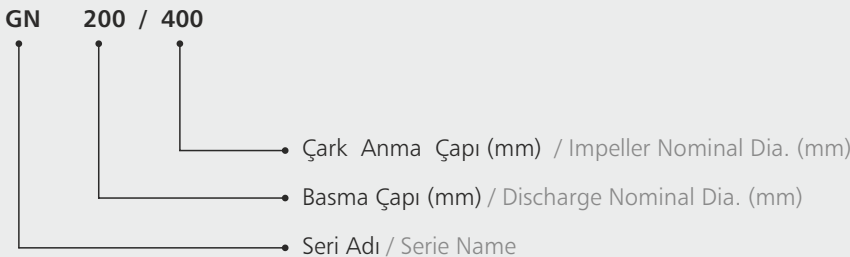 GN 200 / 400
Çark Anma Çapı (mm) / Impeller Nominal Dia. (mm)
Basma Çapı (mm) / Discharge Nominal Dia. (mm)
Seri Adı / Serie Name